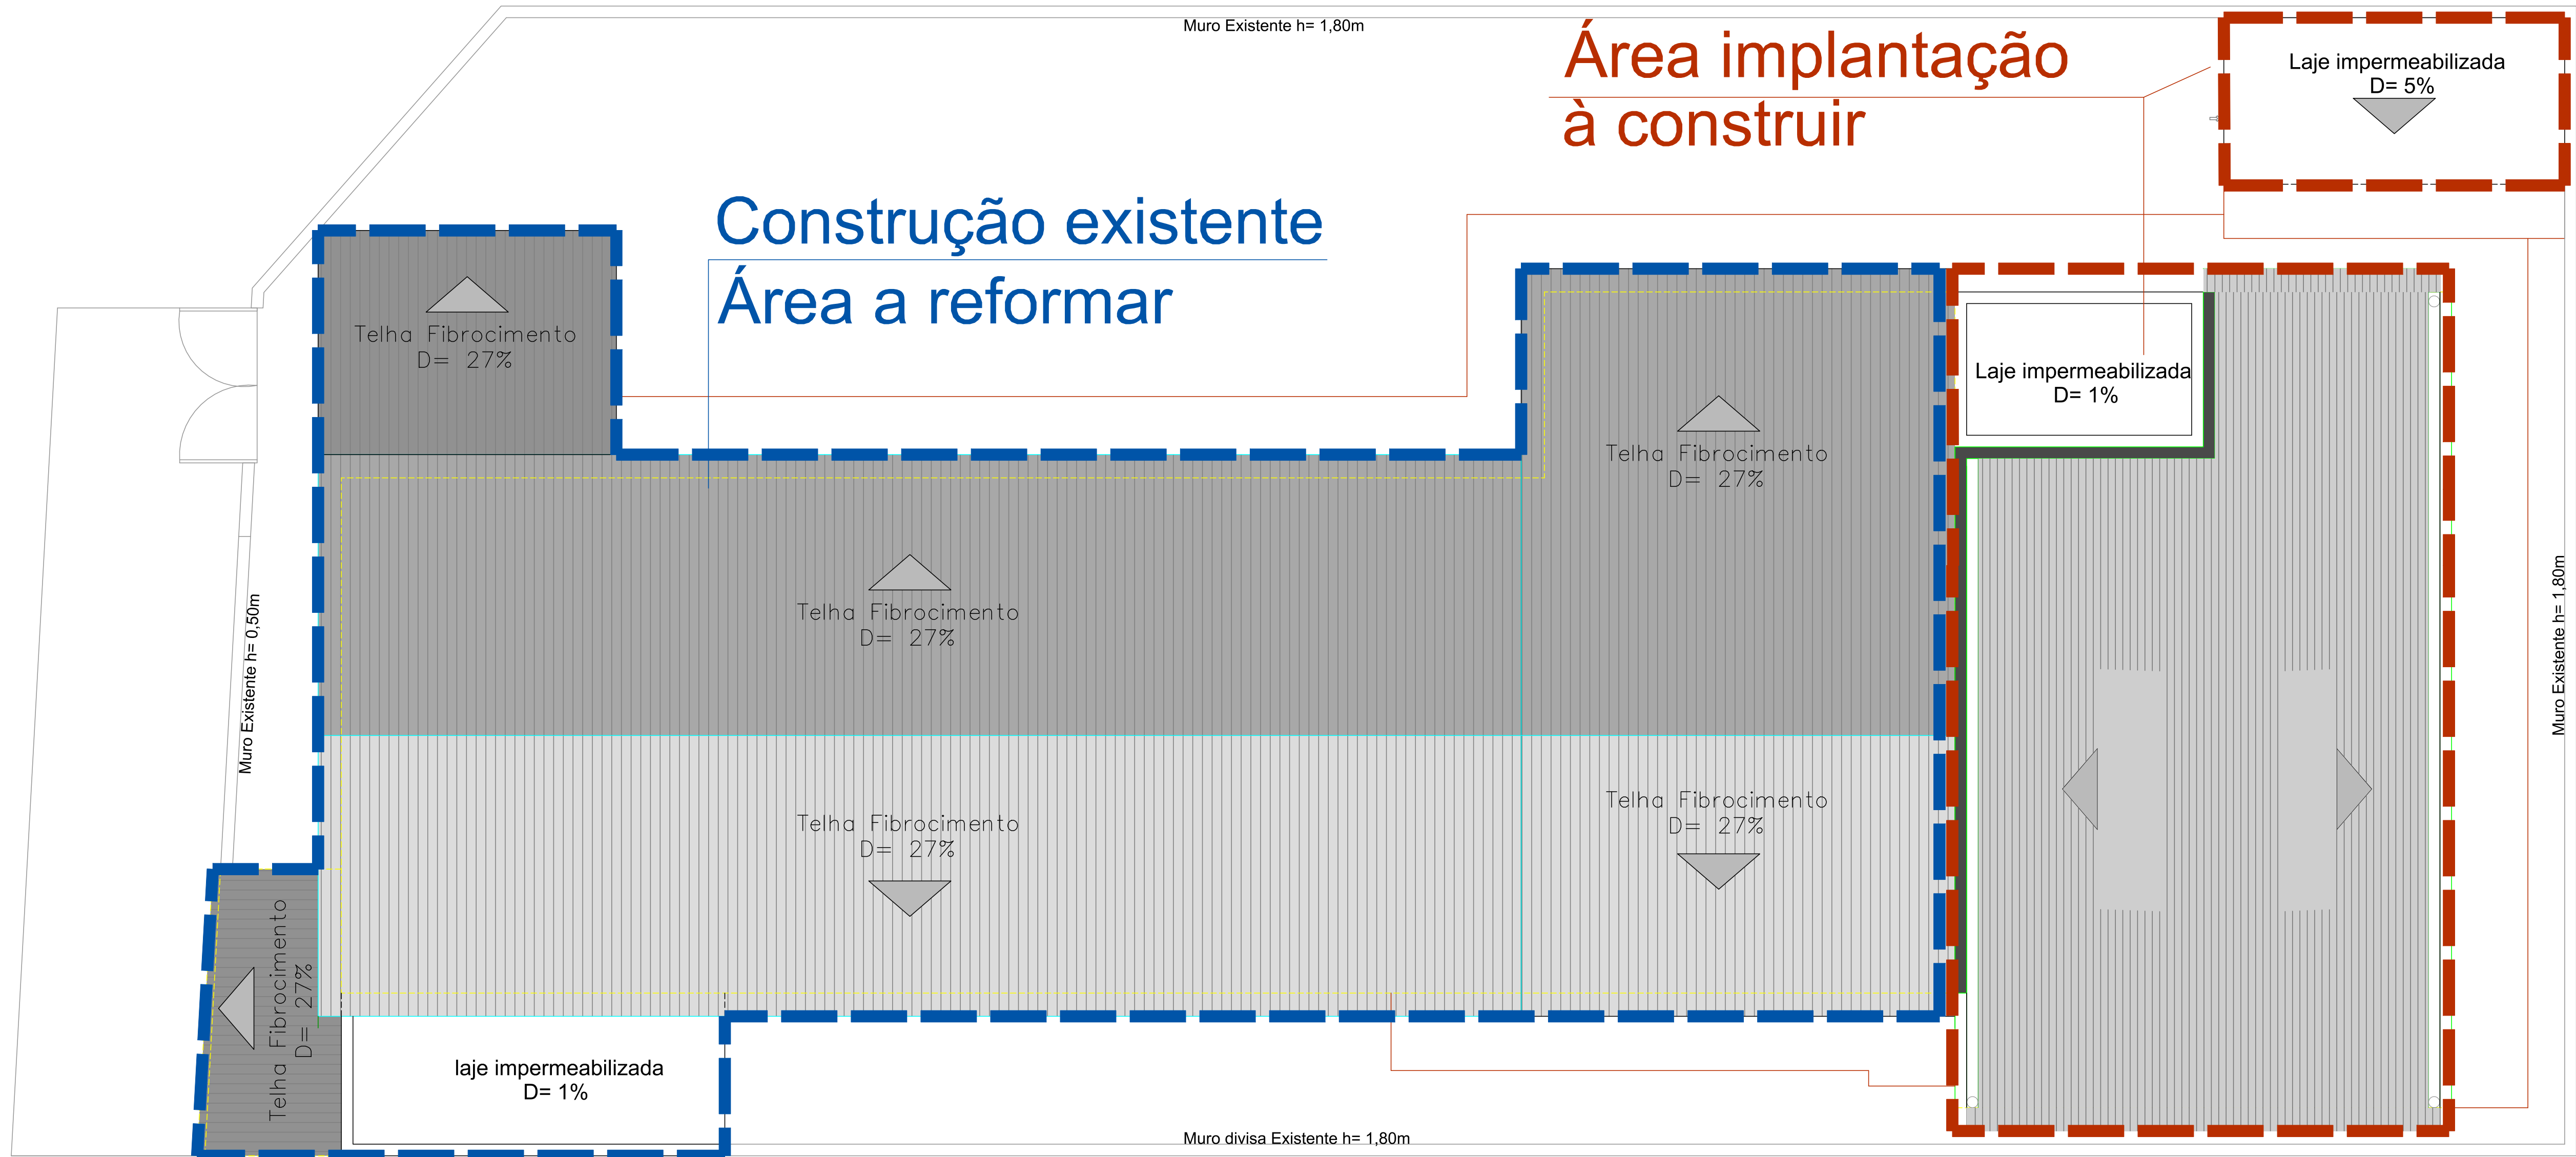 Muro Existente h= 1,80m
Área implantação
à construir
Laje impermeabilizada
D= 5%
Construção existente
Área a reformar
Telha Fibrocimento
D= 27%
Laje impermeabilizada
D= 1%
Telha Fibrocimento
D= 27%
Telha Fibrocimento
D= 27%
Muro Existente h= 0,50m
Muro Existente h= 1,80m
Telha Fibrocimento
D= 27%
Telha Fibrocimento
D= 27%
Telha Fibrocimento
D= 27%
laje impermeabilizada
D= 1%
Muro divisa Existente h= 1,80m